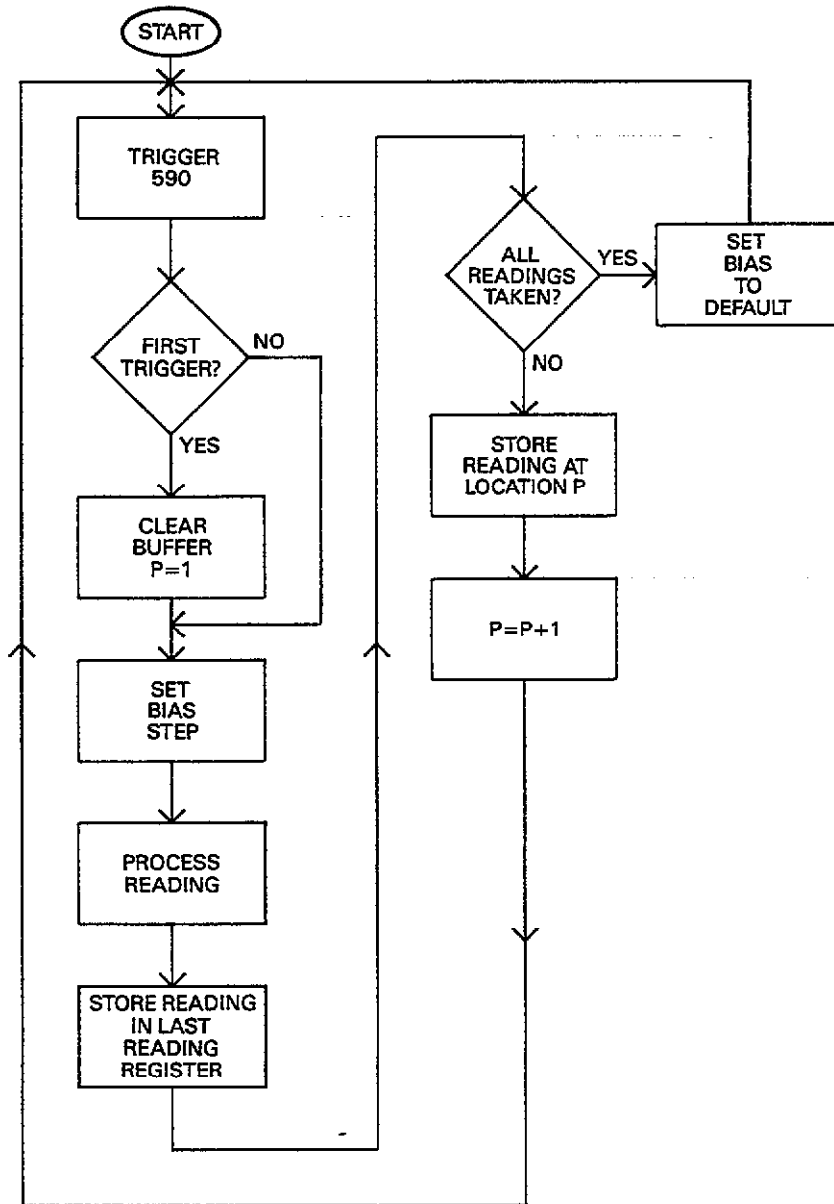 START
TRIGGER
590
FIRST
TRIGGER?
NO
YES
CLEAR
BUFFER
P=1
SET
BIAS
STEP
PROCESS
READING
STORE READING
IN LAST
READING
REGISTER
ALL
READINGS
TAKEN?
YES
SET
BIAS
TO
DEFAULT
NO
STORE
READING AT
LOCATION P
P=P+1